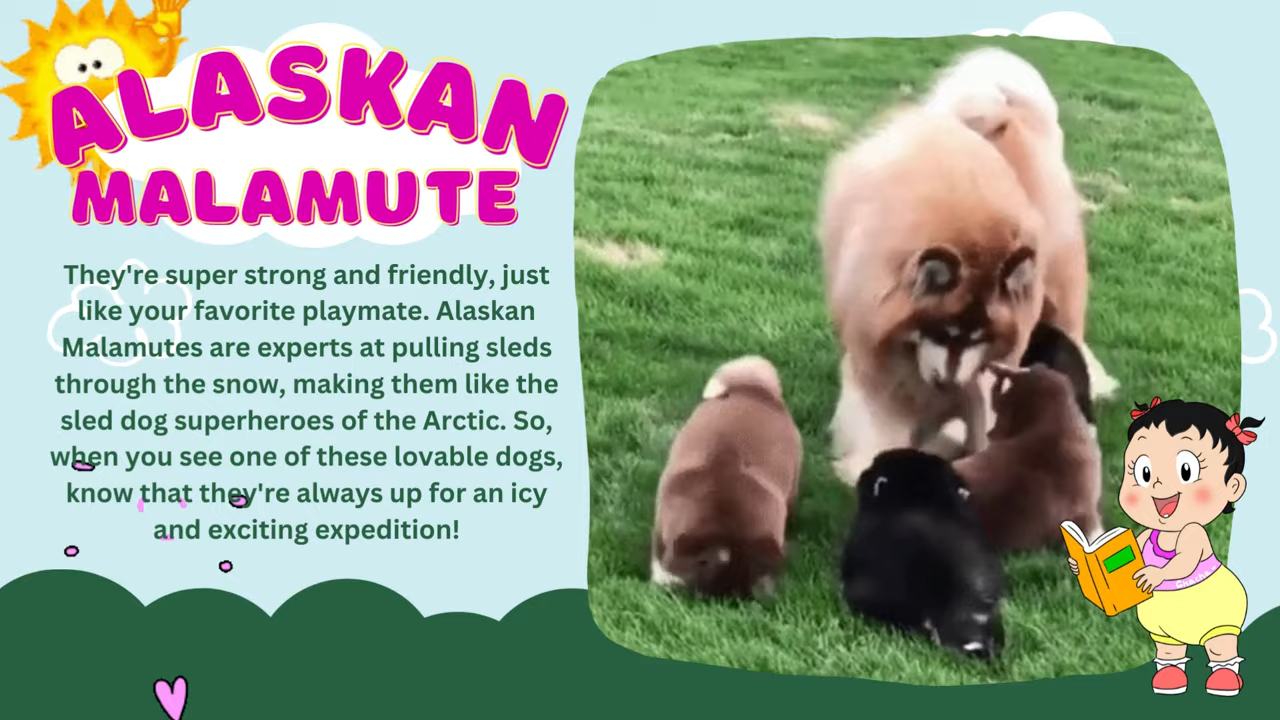 ALASKAN
MALAMUTE
They're super strong and friendly, just
like your favorite playmate. Alaskan
Malamutes are experts at pulling sleds
through the snow, making them like the
sled dog superheroes of the Arctic. So,
when you see one of these lovable dogs,
know that they're always up for an icy
and exciting expedition!